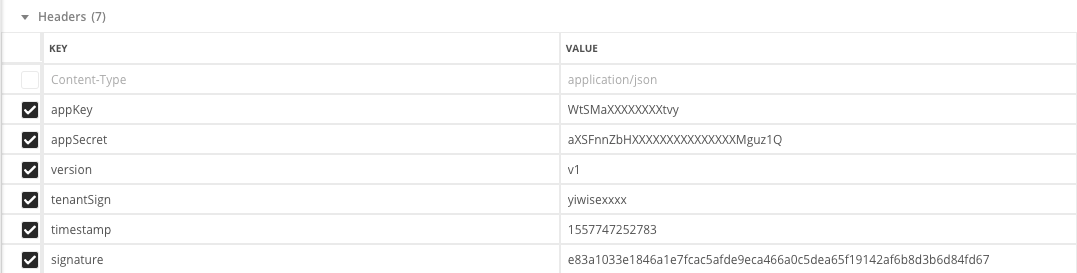 Headers (7)
KEY VALUE
Content-Type application/json
appKey WtSMaXXXXXXXXtvy
appSecret aXSFnnZbHXXXXXXXXXXXXXXXMguz1Q
version v1
tenantSign yiwisexxxx
timestamp 1557747252783
signature e83a1033e1846a1e7fcac5afde9eca466a0c5dea65f19142af6b8d3b6d84fd67